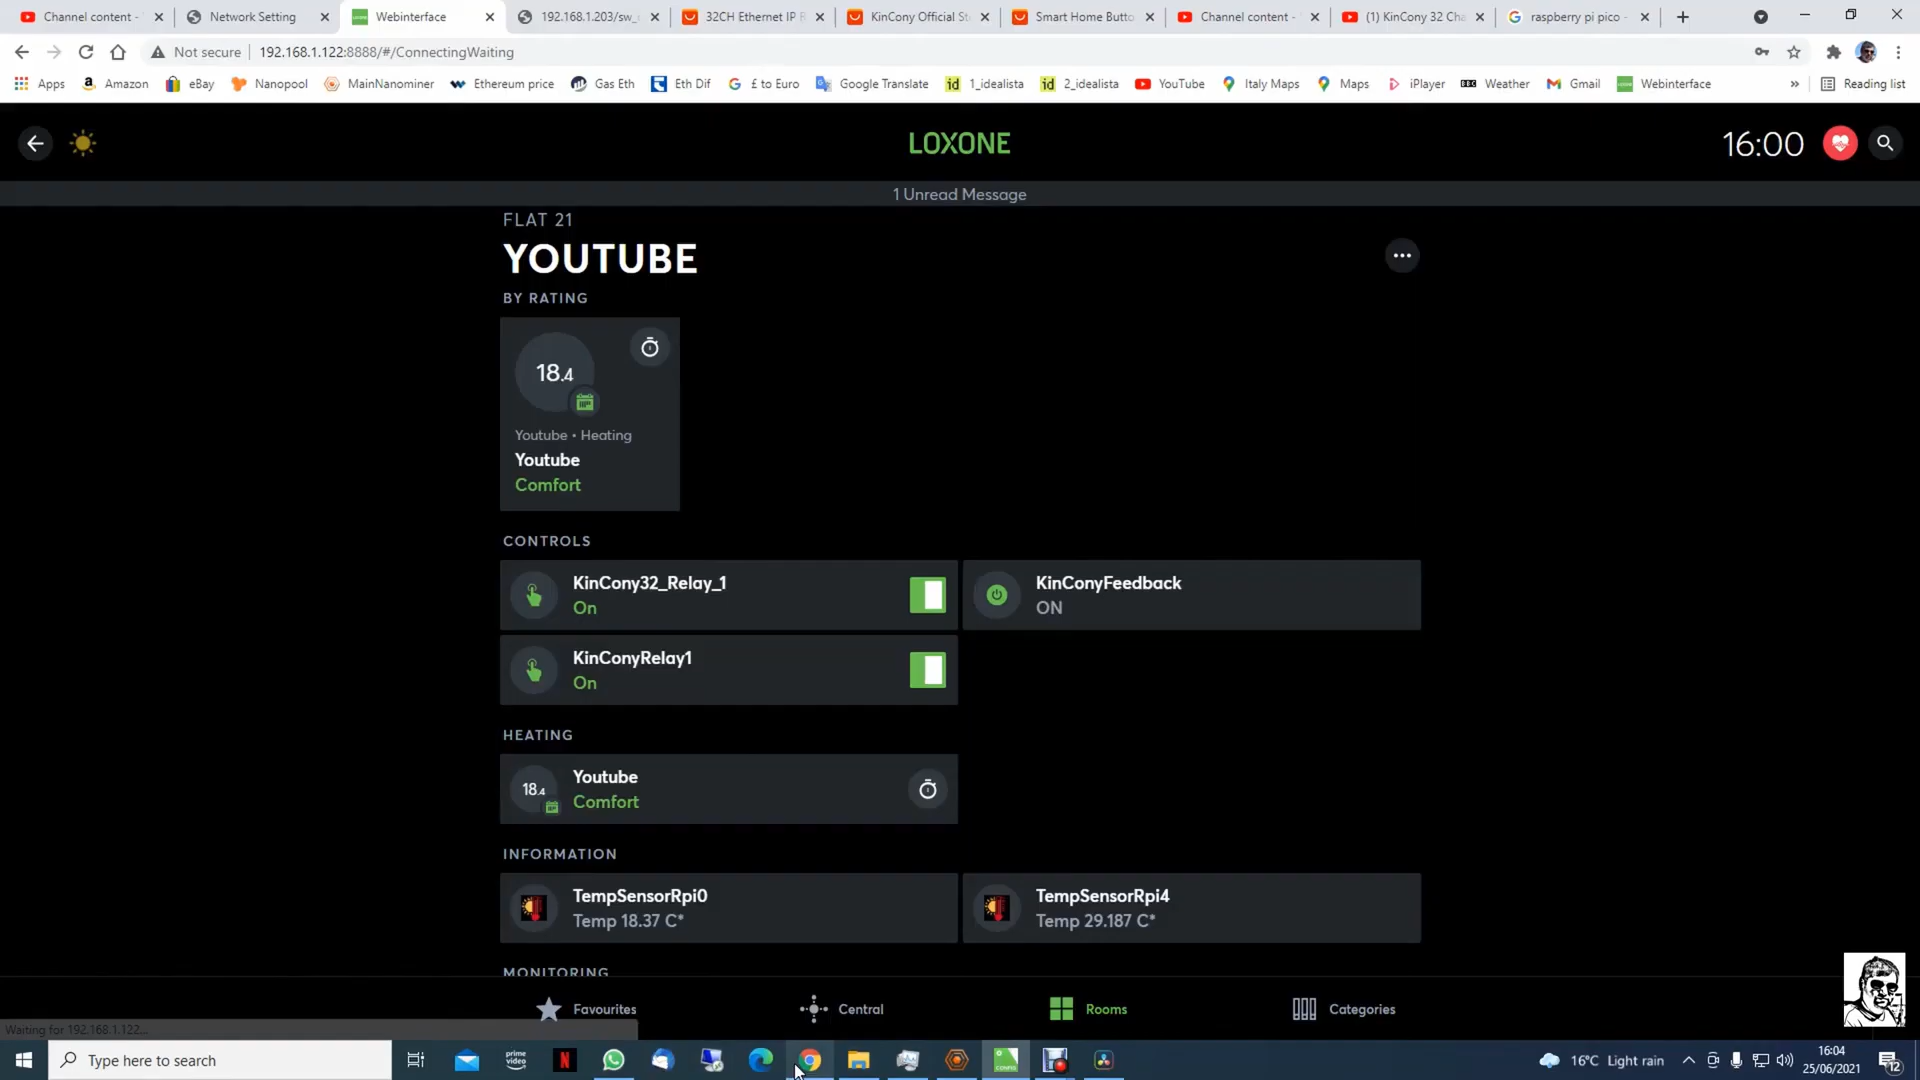 Channel content -
Network Setting
Webinterface
192.168.1.203/sw_
32CH Ethernet IP R
KinCony Official St
Smart Home Butto
Channel content -
(1) KinCony 32 Cha
raspberry pi pico -
Not secure
192.168.1.122:8888/#/ConnectingWaiting
Apps
Amazon
eBay
Nanopool
MainNanominer
Ethereum price
Gas Eth
Eth Dif
£ to Euro
Google Translate
1_idealista
2_idealista
YouTube
Italy Maps
Maps
iPlayer
Weather
Gmail
Webinterface
»
Reading list
LOXONE
16:00
1 Unread Message
FLAT 21
YOUTUBE
BY RATING
18.4
Youtube • Heating
Youtube
Comfort
CONTROLS
KinCony32_Relay_1
On
KinConyFeedback
ON
KinConyRelay1
On
HEATING
18.4
Youtube
Comfort
INFORMATION
TempSensorRpi0
Temp 18.37 C*
TempSensorRpi4
Temp 29.187 C*
MONITORING
Favourites
Central
Rooms
Categories
Waiting for 192.168.1.122...
Type here to search
prime video
N
CONFIG
16°C Light rain
16:04
25/06/2021
12